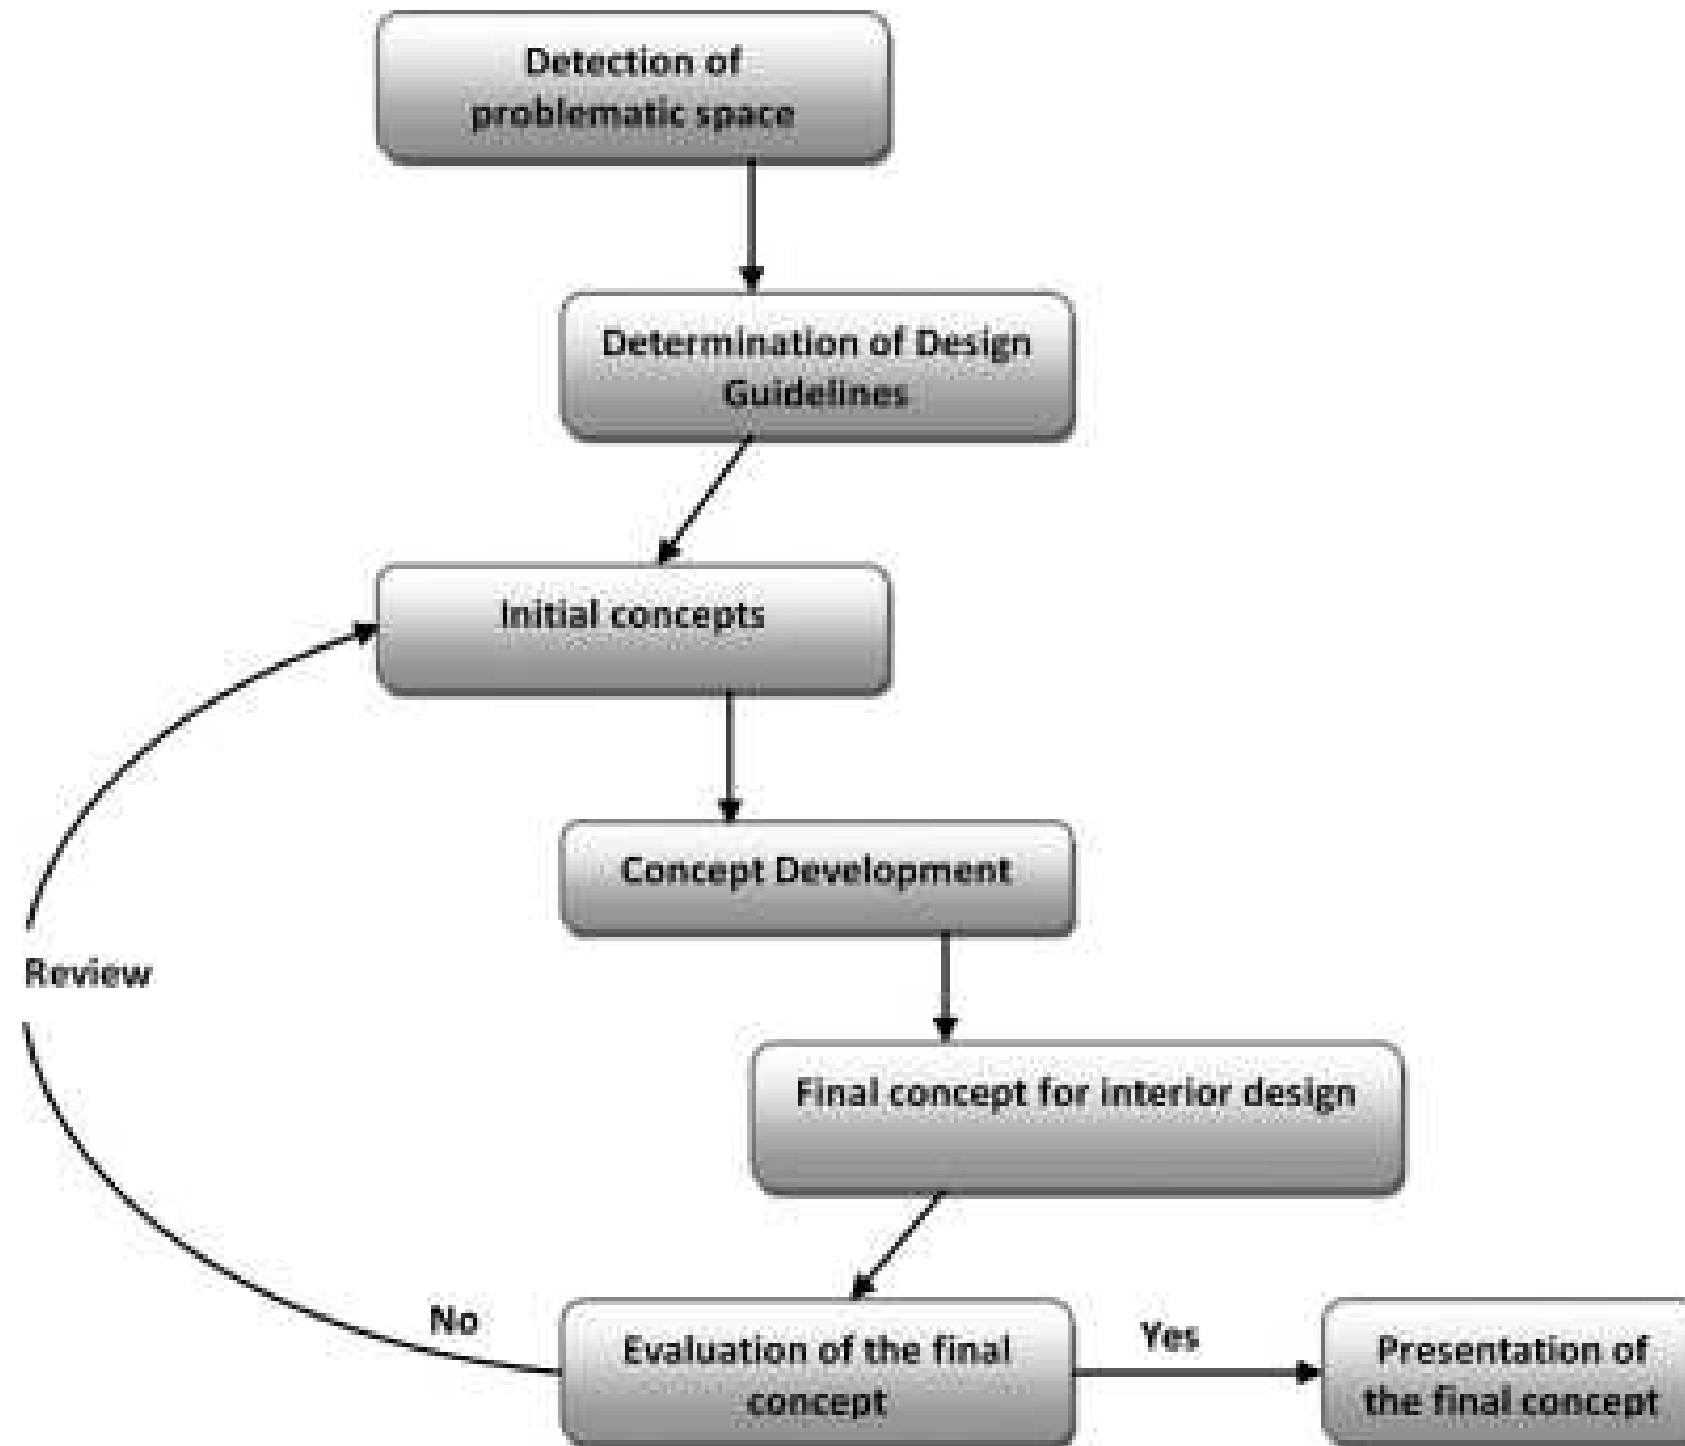 Detection of
problematic space
Determination of Design
Guidelines
Initial concepts
Concept Development
Review
Final concept for interior design
No
Yes
Evaluation of the final
concept
Presentation of
the final concept